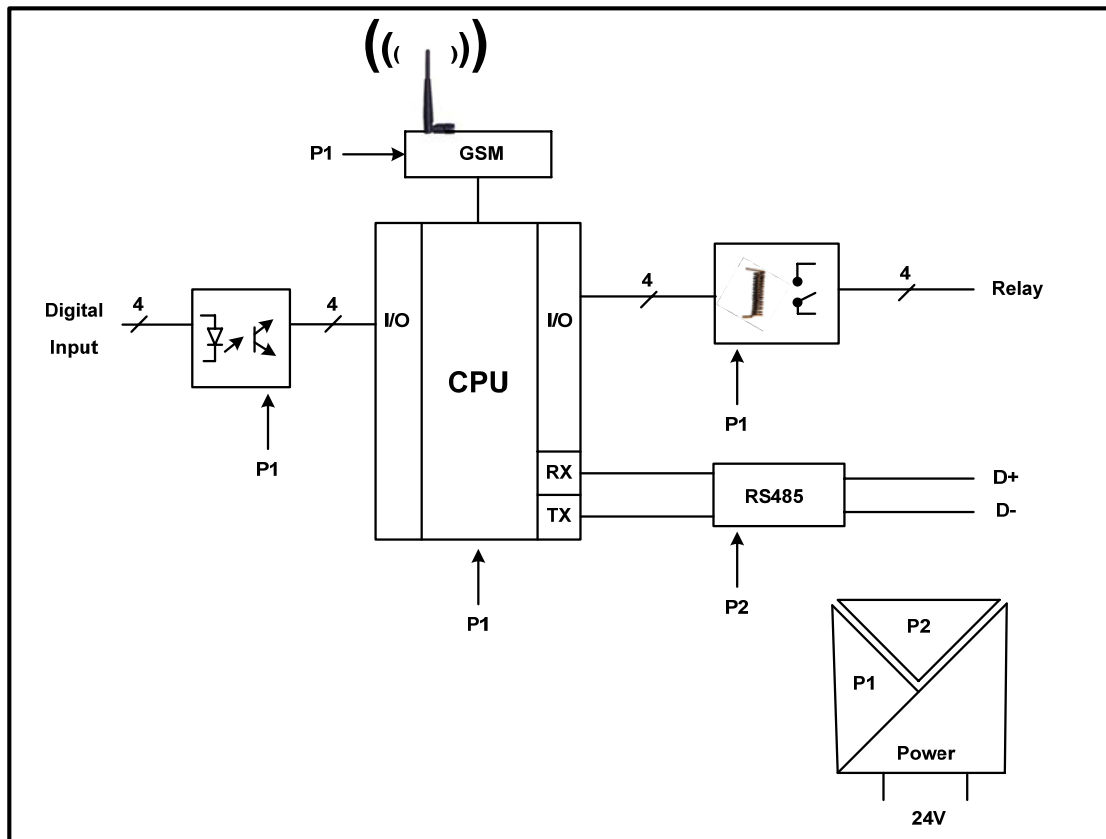 GSM
P1
4
4
Digital
Input
I/O
CPU
I/O
4
4
Relay
P1
P1
RX
TX
RS485
D+
D-
P1
P2
P2
P1
Power
24V